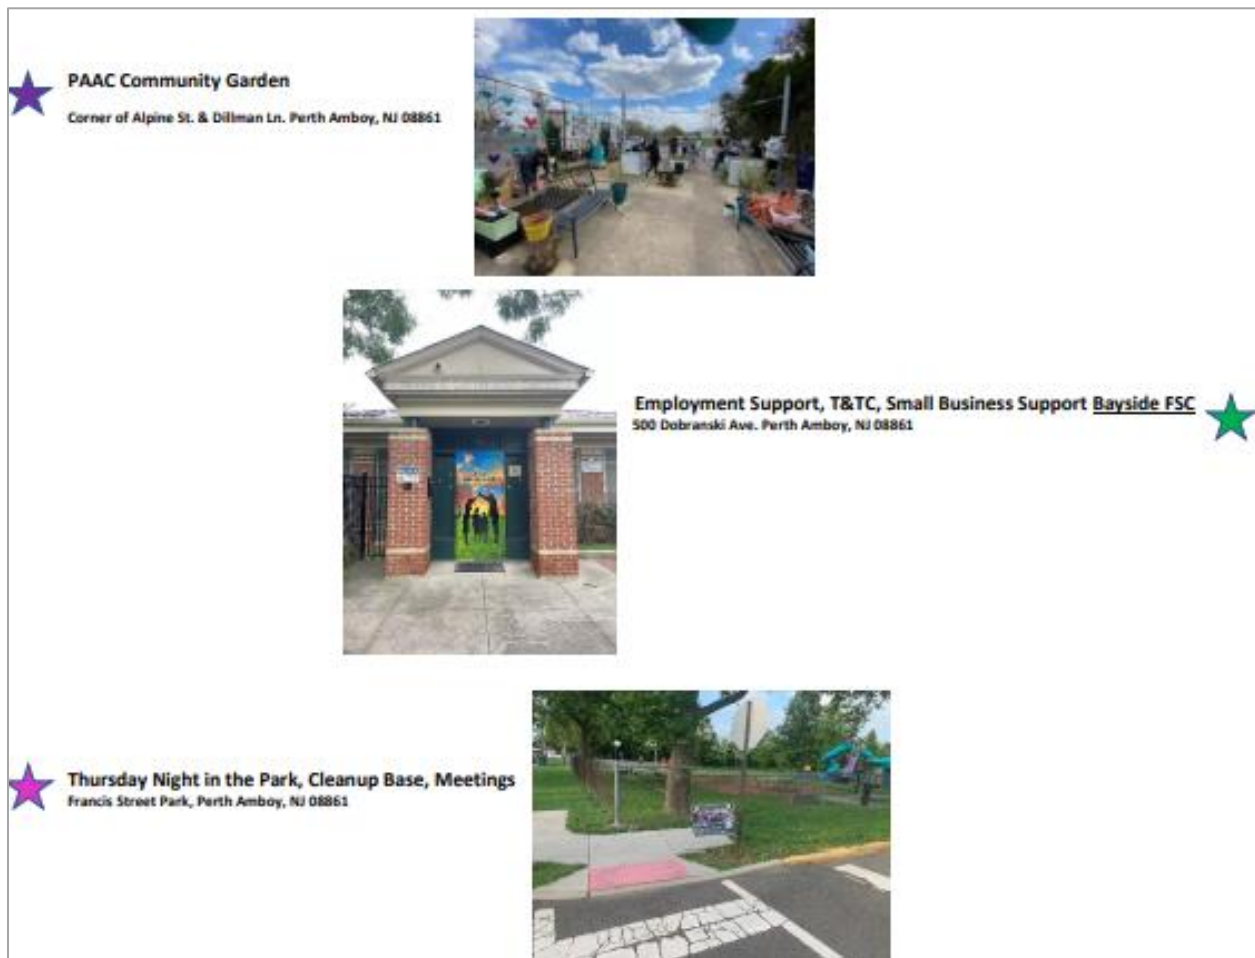 PAAC Community Garden
Corner of Alpine St. & Dillman Ln. Perth Amboy, NJ 08861
Employment Support, T&TC, Small Business Support Bayside FSC
500 Dobranski Ave. Perth Amboy, NJ 08861
Thursday Night in the Park, Cleanup Base, Meetings
Francis Street Park, Perth Amboy, NJ 08861